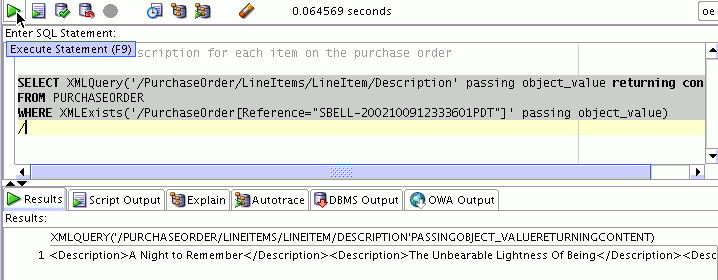 0.064569 seconds
oe
Enter SQL Statement:
Execute Statement (F9)
scription for each item on the purchase order
SELECT XMLQuery('/PurchaseOrder/LineItems/LineItem/Description' passing object_value returning con
FROM PURCHASEORDER
WHERE XMLExists('/PurchaseOrder[Reference="SBELL-2002100912333601PDT"]' passing object_value)
/
Results Script Output Explain Autotrace DBMS Output OWA Output
Results:
XMLQUERY('/PURCHASEORDER/LINEITEMS/LINEITEM/DESCRIPTION'PASSINGOBJECT_VALUERETURNINGCONTENT)
1 <Description>A Night to Remember</Description><Description>The Unbearable Lightness Of Being</Description><Desc